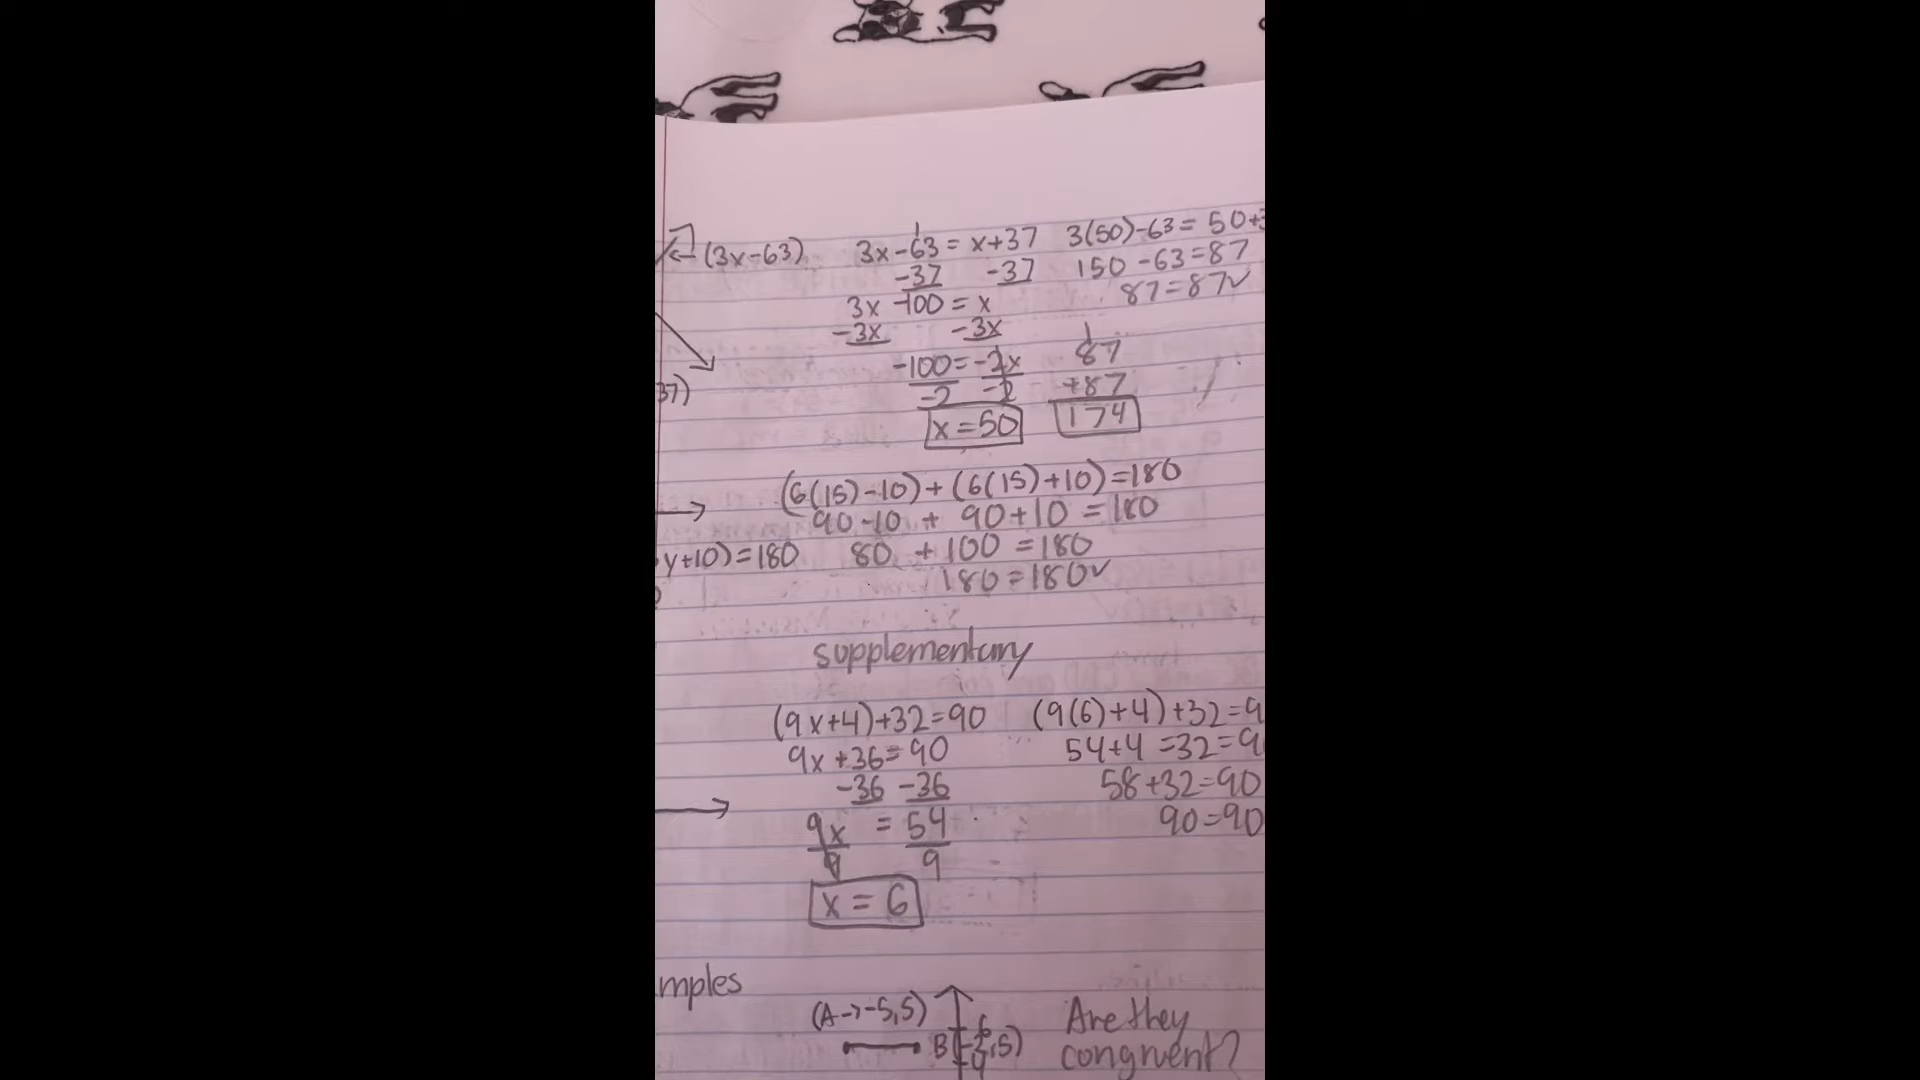 (3x-63) 3x-63 = x+37 3(50)-63 = 50+3
-37 -37 150 -63=87
3x -100 = x 87=87✓
-3x -3x
-100 = -2x 87
37) -2 -2 +87
x=50 174
(6(15)-10)+(6(15)+10)=180
90-10 + 90+10 = 180
y+10)=180 80 + 100 = 180
180=180✓
supplementary
(9x+4)+32=90 (9(6)+4)+32=9
9x+36=90 54+4 =32=9
-36 -36 58+32=90
9x = 54 90=90
9 9
x = 6
mples
(A->-5,5) Are they
B(-2,5) congruent?